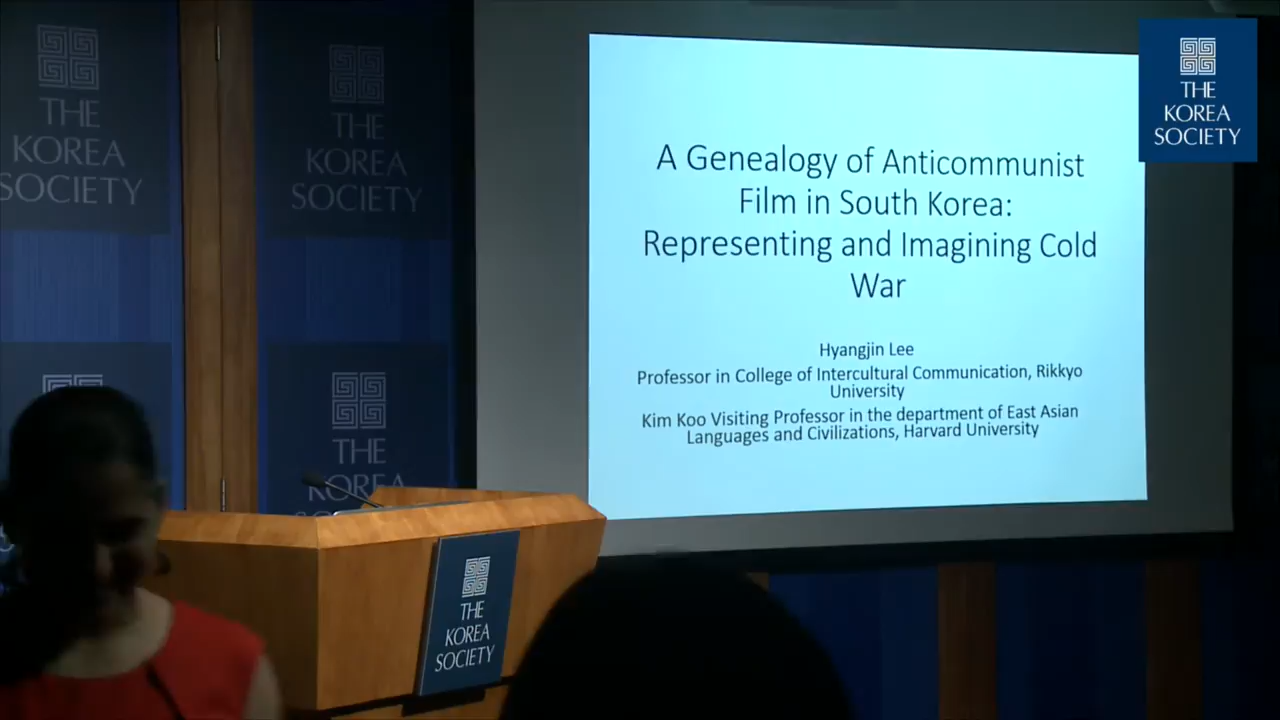 THE
KOREA
SOCIETY
THE
KOREA
SOCIETY
THE
KOREA
SOCIETY
A Genealogy of Anticommunist
Film in South Korea:
Representing and Imagining Cold
War
Hyangjin Lee
Professor in College of Intercultural Communication, Rikkyo
University
Kim Koo Visiting Professor in the department of East Asian
Languages and Civilizations, Harvard University
THE
KOREA
THE
KOREA
SOCIETY